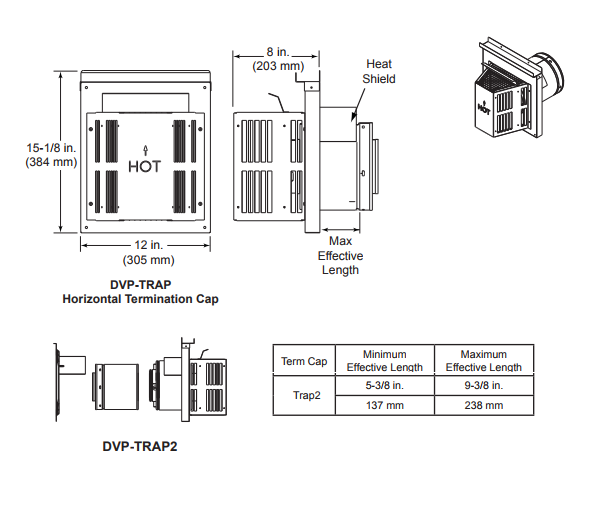 8 in.
(203 mm)
Heat
Shield
15-1/8 in.
(384 mm)
HOT
HOT
12 in.
(305 mm)
Max
Effective
Length
DVP-TRAP
Horizontal Termination Cap
Term Cap
Minimum
Effective Length
Maximum
Effective Length
Trap2
5-3/8 in.
9-3/8 in.
137 mm
238 mm
DVP-TRAP2